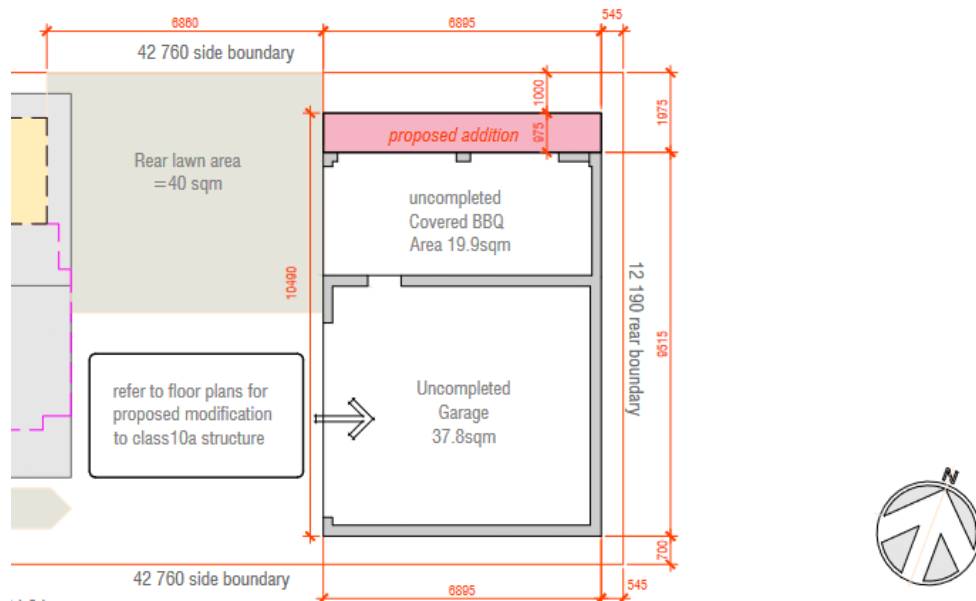 6860
6895
545
42 760 side boundary
1000
1975
proposed addition
975
Rear lawn area
=40 sqm
uncompleted
Covered BBQ
Area 19.9sqm
10490
12 190 rear boundary
9515
refer to floor plans for
proposed modification
to class10a structure
Uncompleted
Garage
37.8sqm
N
700
42 760 side boundary
6895
545